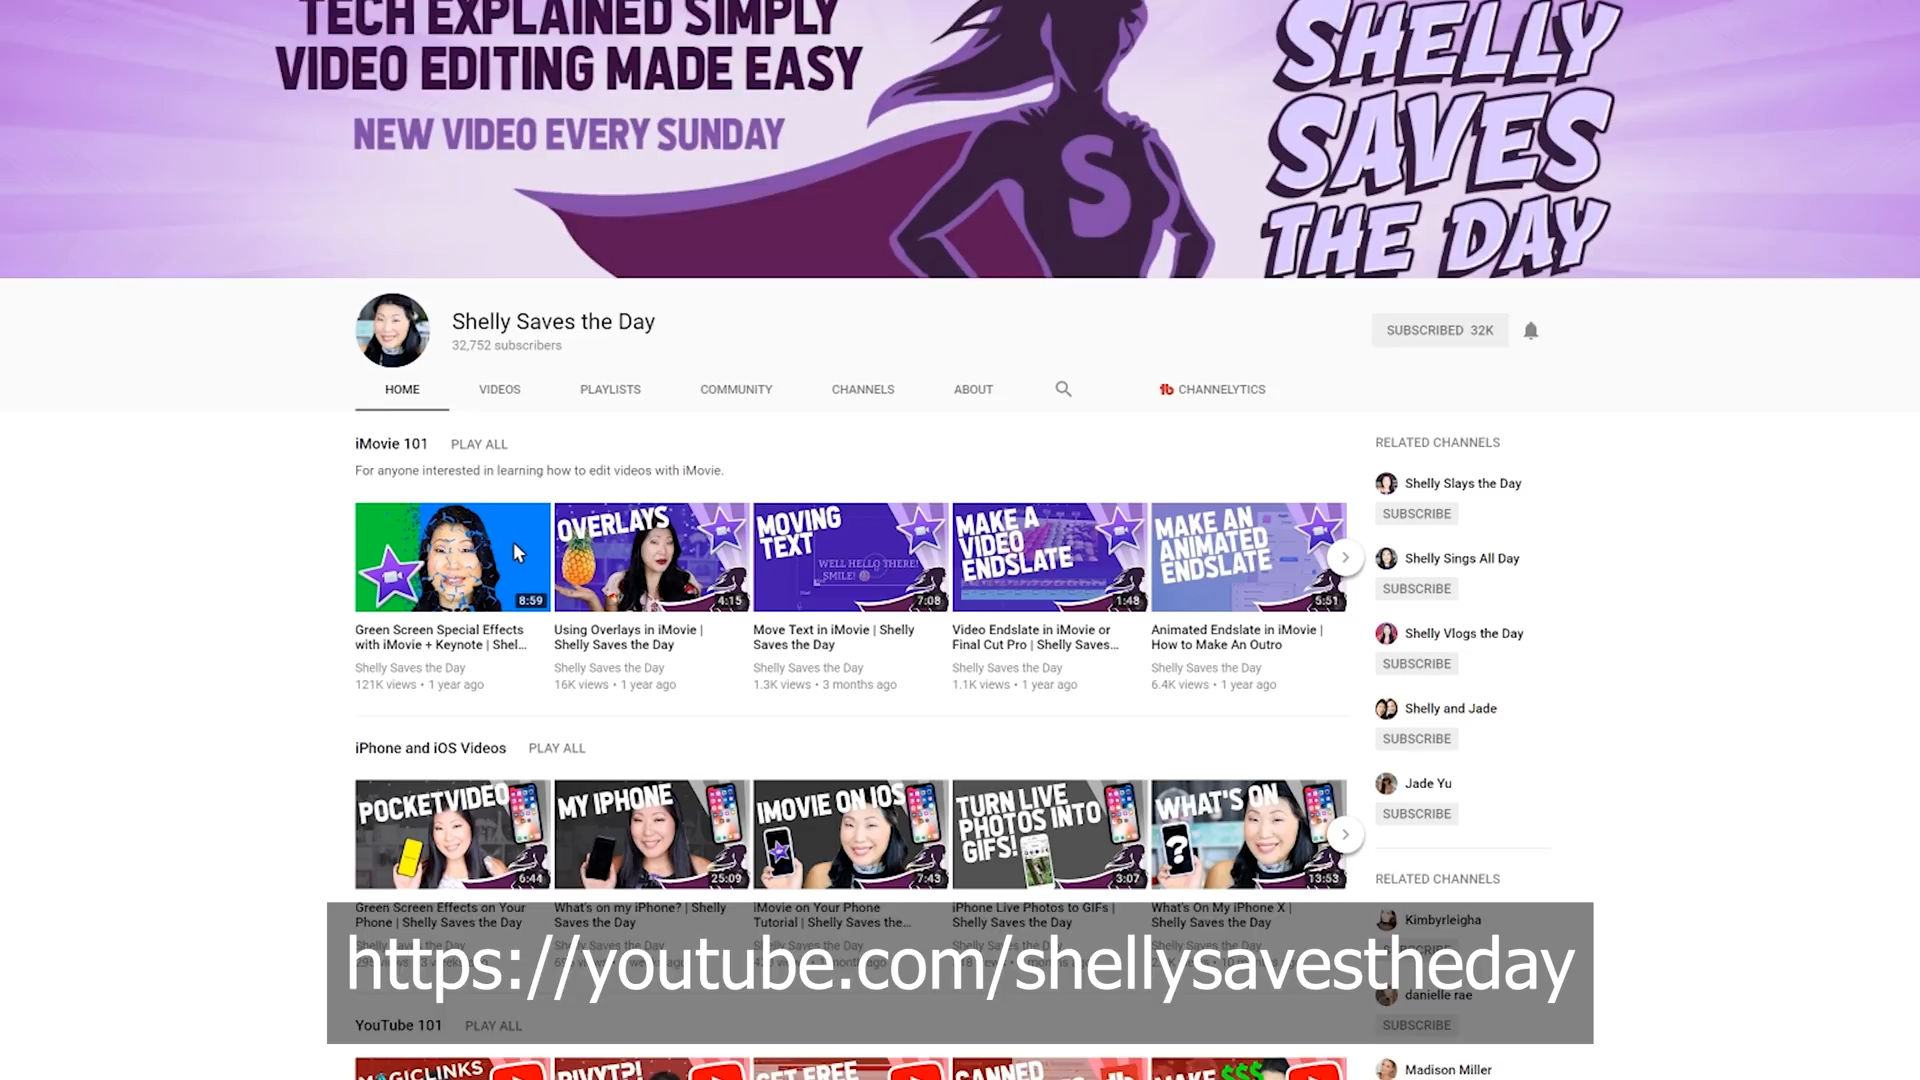 TECH EXPLAINED SIMPLY
VIDEO EDITING MADE EASY
NEW VIDEO EVERY SUNDAY
S
SHELLY
SAVES
THE DAY
Shelly Saves the Day
32,752 subscribers
SUBSCRIBED 32K
HOME VIDEOS PLAYLISTS COMMUNITY CHANNELS ABOUT CHANNELYTICS
iMovie 101 PLAY ALL
For anyone interested in learning how to edit videos with iMovie.
8:59
OVERLAYS
4:15
MOVING
TEXT
WELL HELLO THERE!
SMILE!
7:08
MAKE A
VIDEO
ENDSLATE
1:48
MAKE AN
ANIMATED
ENDSLATE
5:51
Green Screen Special Effects
with iMovie + Keynote | Shel...
Shelly Saves the Day
121K views • 1 year ago
Using Overlays in iMovie |
Shelly Saves the Day
Shelly Saves the Day
16K views • 1 year ago
Move Text in iMovie | Shelly
Saves the Day
Shelly Saves the Day
1.3K views • 3 months ago
Video Endslate in iMovie or
Final Cut Pro | Shelly Saves...
Shelly Saves the Day
1.1K views • 1 year ago
Animated Endslate in iMovie |
How to Make An Outro
Shelly Saves the Day
6.4K views • 1 year ago
iPhone and iOS Videos PLAY ALL
POCKETVIDEO
6:44
MY IPHONE
25:09
IMOVIE ON IOS
7:43
TURN LIVE
PHOTOS INTO
GIFS!
3:07
WHAT'S ON
?
13:53
Green Screen Effects on Your
Phone | Shelly Saves the Day
What's on my iPhone? | Shelly
Saves the Day
iMovie on Your Phone
Tutorial | Shelly Saves the...
iPhone Live Photos to GIFs |
Shelly Saves the Day
What's On My iPhone X |
Shelly Saves the Day
https://youtube.com/shellysavestheday
YouTube 101 PLAY ALL
MAGICLINKS
GET FREE
CANNED
MAKE $$$
RELATED CHANNELS
Shelly Slays the Day
SUBSCRIBE
Shelly Sings All Day
SUBSCRIBE
Shelly Vlogs the Day
SUBSCRIBE
Shelly and Jade
SUBSCRIBE
Jade Yu
SUBSCRIBE
RELATED CHANNELS
Kimbyrleigha
SUBSCRIBE
danielle rae
SUBSCRIBE
Madison Miller